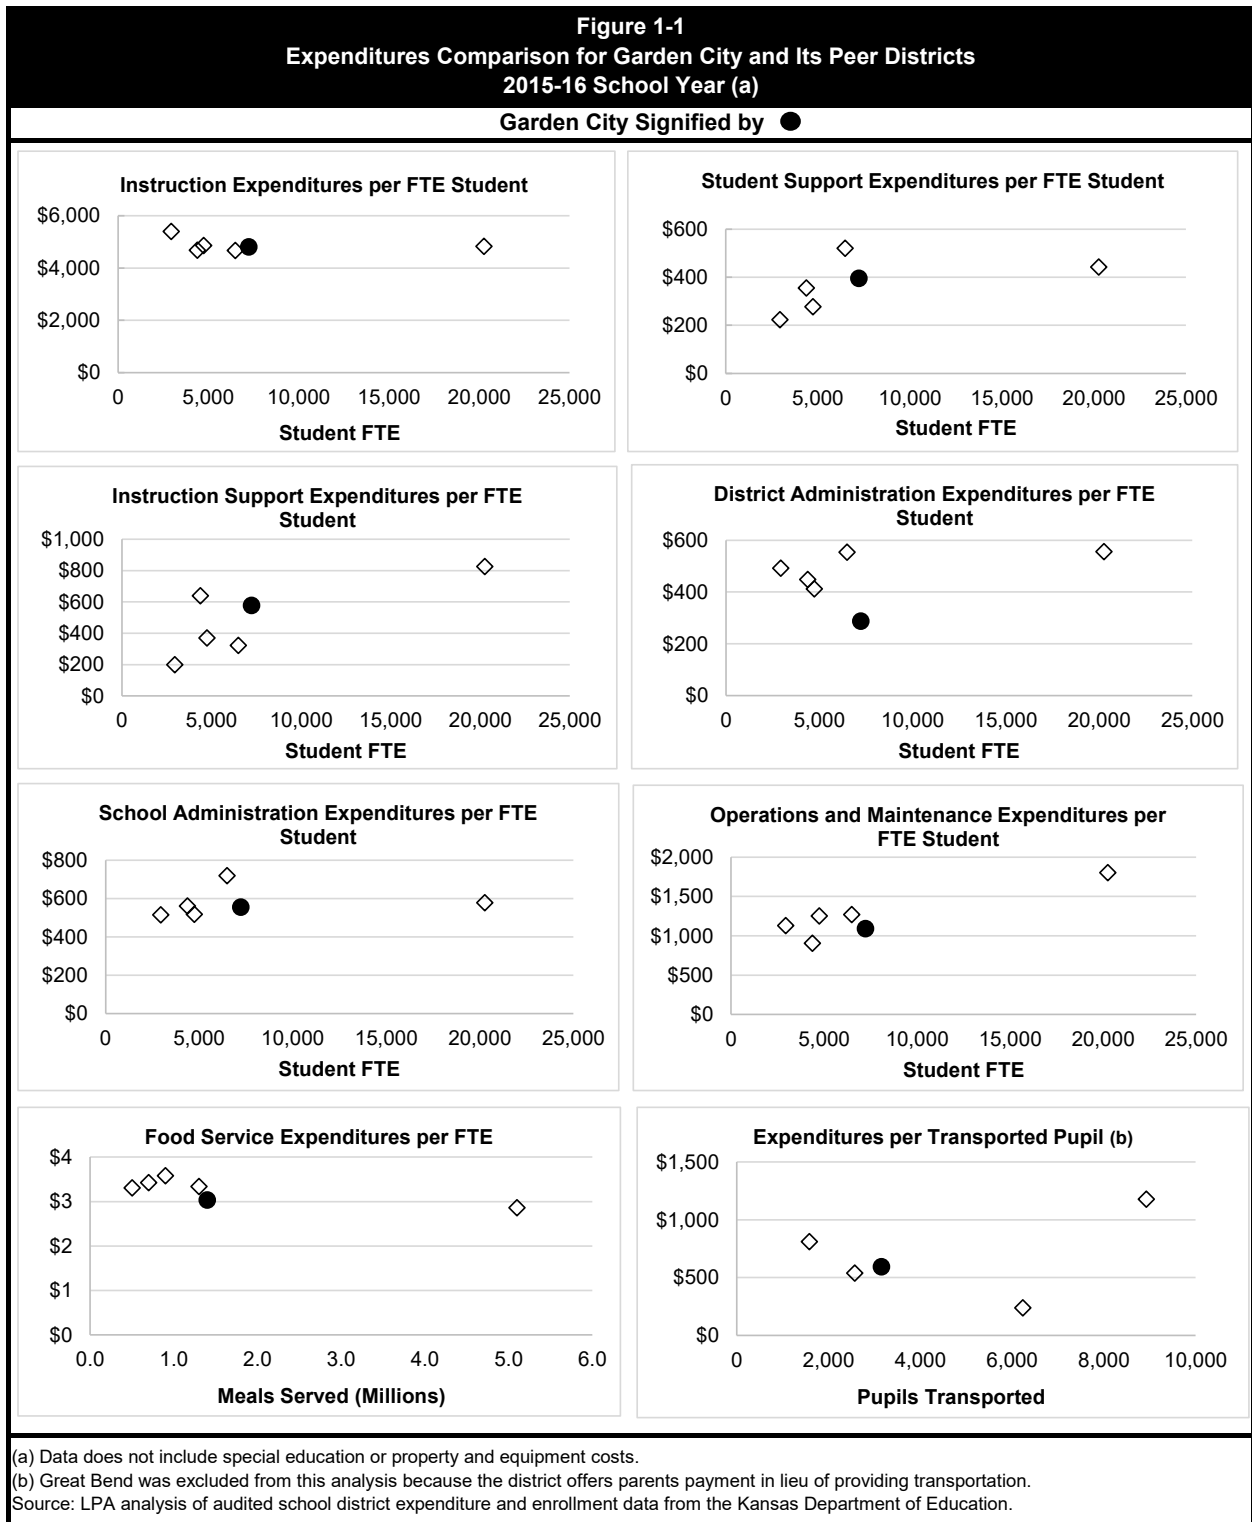 Figure 1-1
Expenditures Comparison for Garden City and Its Peer Districts
2015-16 School Year (a)
Garden City Signified by
Instruction Expenditures per FTE Student
$6,000
$4,000
$2,000
$0
0 5,000 10,000 15,000 20,000 25,000
Student FTE
Student Support Expenditures per FTE Student
$600
$400
$200
$0
0 5,000 10,000 15,000 20,000 25,000
Student FTE
Instruction Support Expenditures per FTE
Student
$1,000
$800
$600
$400
$200
$0
0 5,000 10,000 15,000 20,000 25,000
Student FTE
District Administration Expenditures per FTE
Student
$600
$400
$200
$0
0 5,000 10,000 15,000 20,000 25,000
Student FTE
School Administration Expenditures per FTE
Student
$800
$600
$400
$200
$0
0 5,000 10,000 15,000 20,000 25,000
Student FTE
Operations and Maintenance Expenditures per
FTE Student
$2,000
$1,500
$1,000
$500
$0
0 5,000 10,000 15,000 20,000 25,000
Student FTE
Food Service Expenditures per FTE
$4
$3
$2
$1
$0
0.0 1.0 2.0 3.0 4.0 5.0 6.0
Meals Served (Millions)
Expenditures per Transported Pupil (b)
$1,500
$1,000
$500
$0
0 2,000 4,000 6,000 8,000 10,000
Pupils Transported
(a) Data does not include special education or property and equipment costs.
(b) Great Bend was excluded from this analysis because the district offers parents payment in lieu of providing transportation.
Source: LPA analysis of audited school district expenditure and enrollment data from the Kansas Department of Education.